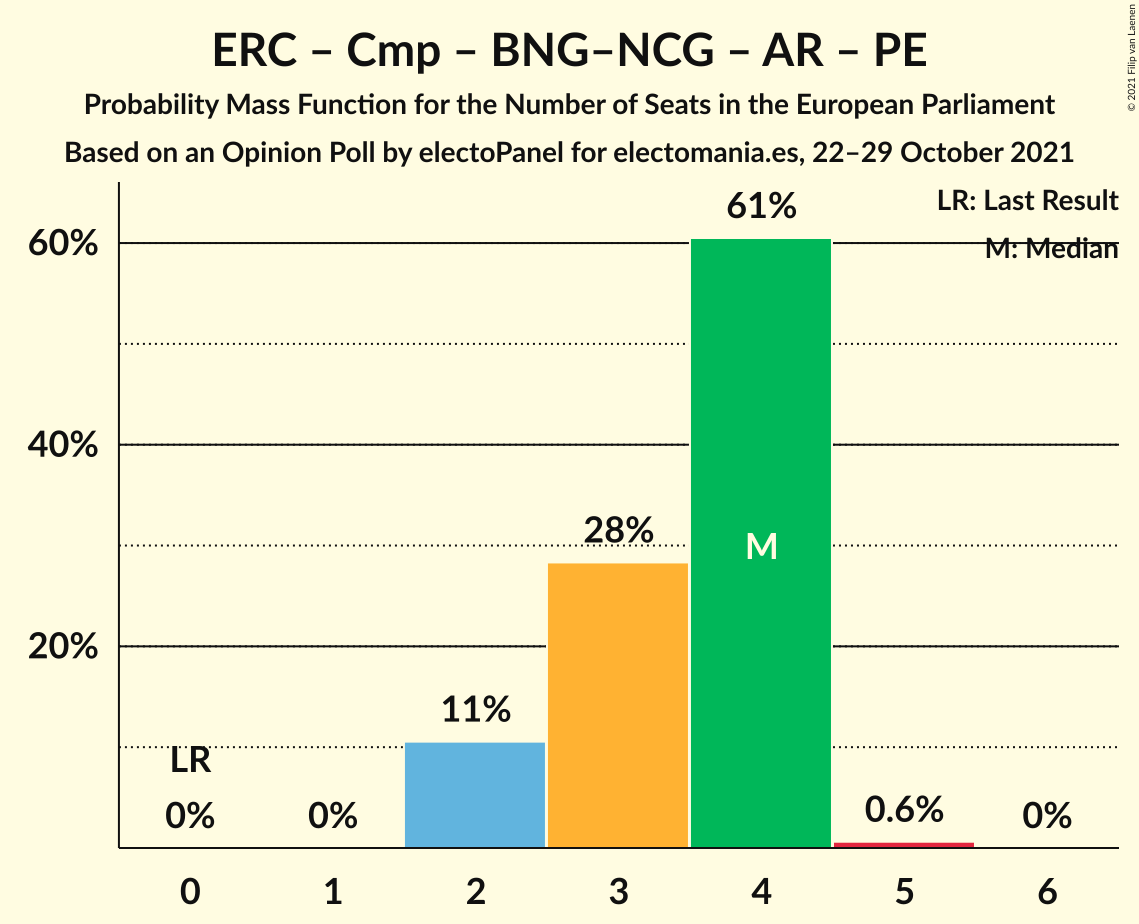 ERC – Cmp – BNG–NCG – AR – PE
Probability Mass Function for the Number of Seats in the European Parliament
Based on an Opinion Poll by electoPanel for electomania.es, 22–29 October 2021
© 2021 Filip van Laenen
LR: Last Result
M: Median
60%
40%
20%
61%
28%
M
11%
LR
0%
0%
0.6%
0%
0 1 2 3 4 5 6